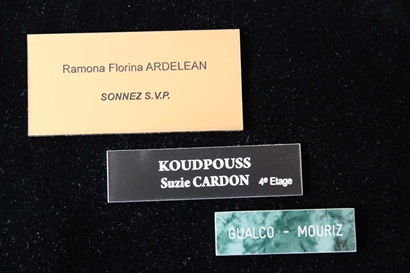 Ramona Florina ARDELEAN
SONNEZ S.V.P.
KOUDPOUSS
Suzie CARDON 4e Etage
GUALCO - MOURIZ